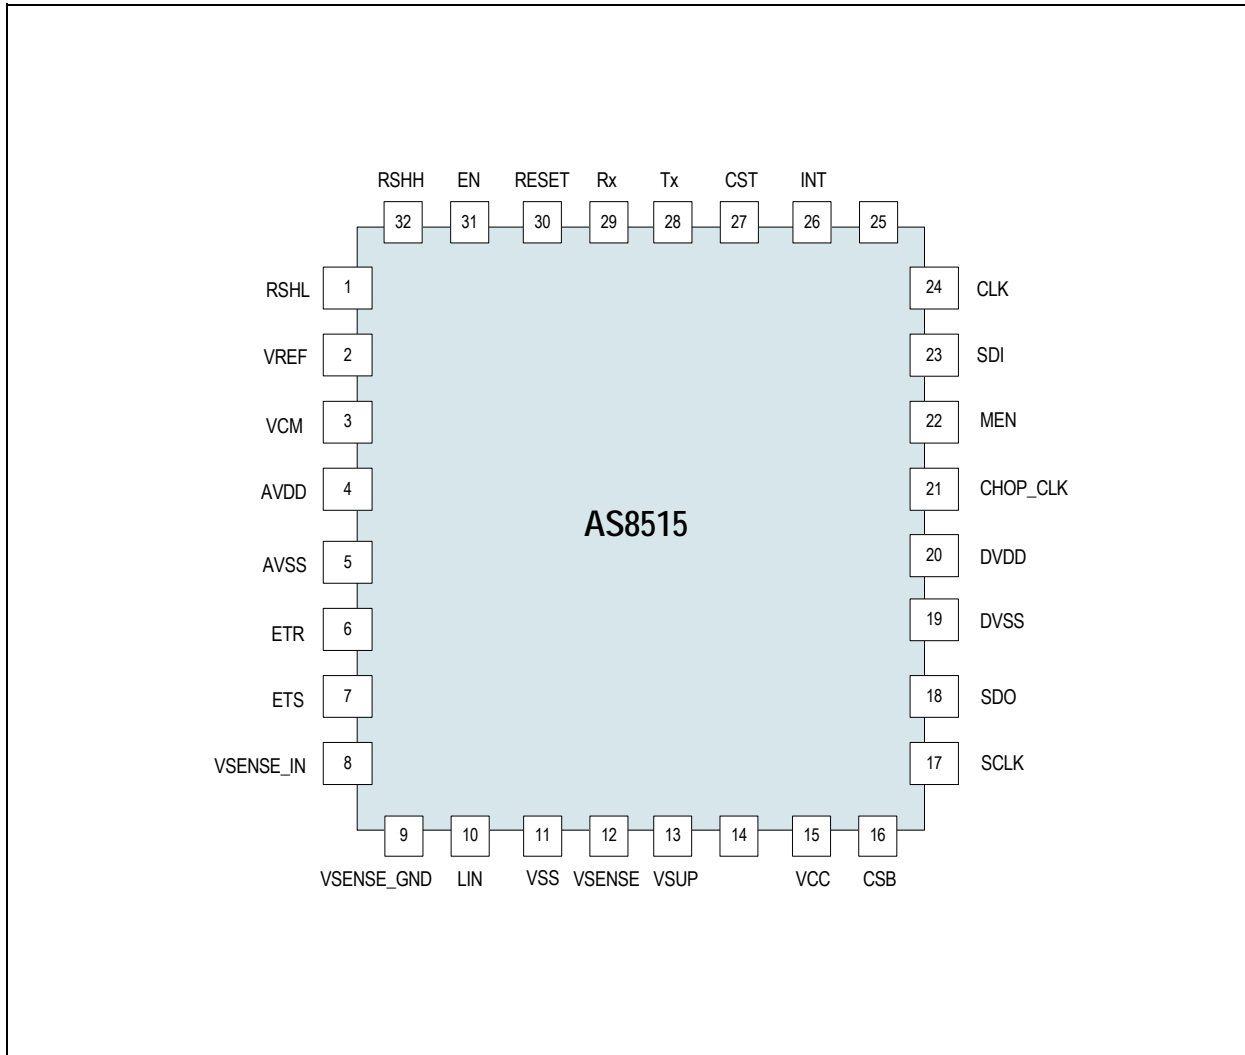 RSHH EN RESET Rx Tx CST INT
32 31 30 29 28 27 26 25
RSHL 1 24 CLK
VREF 2 23 SDI
VCM 3 22 MEN
AVDD 4 21 CHOP_CLK
AS8515
AVSS 5 20 DVDD
ETR 6 19 DVSS
ETS 7 18 SDO
VSENSE_IN 8 17 SCLK
9 10 11 12 13 14 15 16
VSENSE_GND LIN VSS VSENSE VSUP VCC CSB